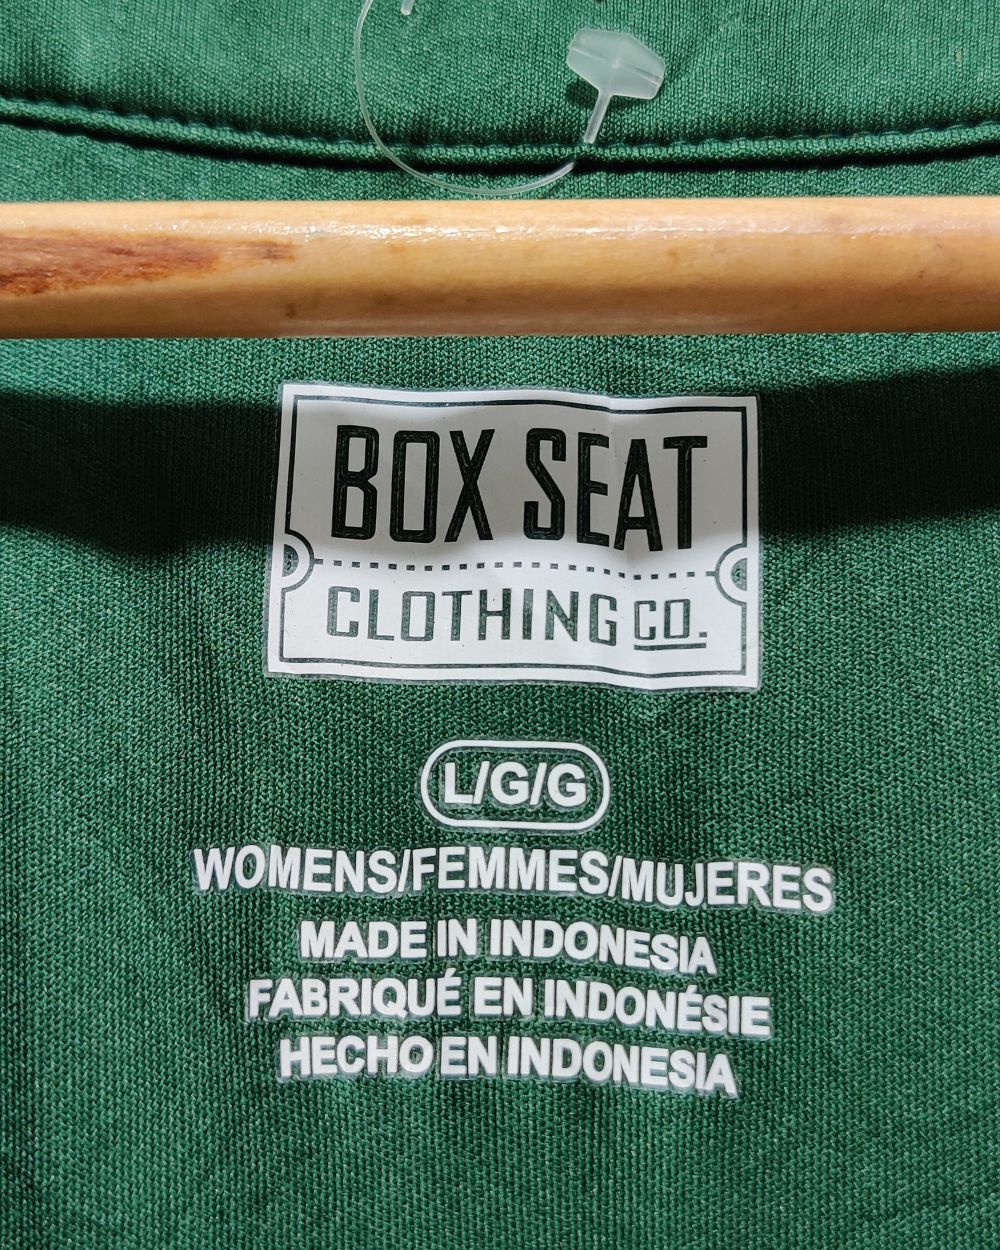 BOX SEAT
CLOTHING CO.
L/G/G
WOMENS/FEMMES/MUJERES
MADE IN INDONESIA
FABRIQUÉ EN INDONÉSIE
HECHO EN INDONESIA